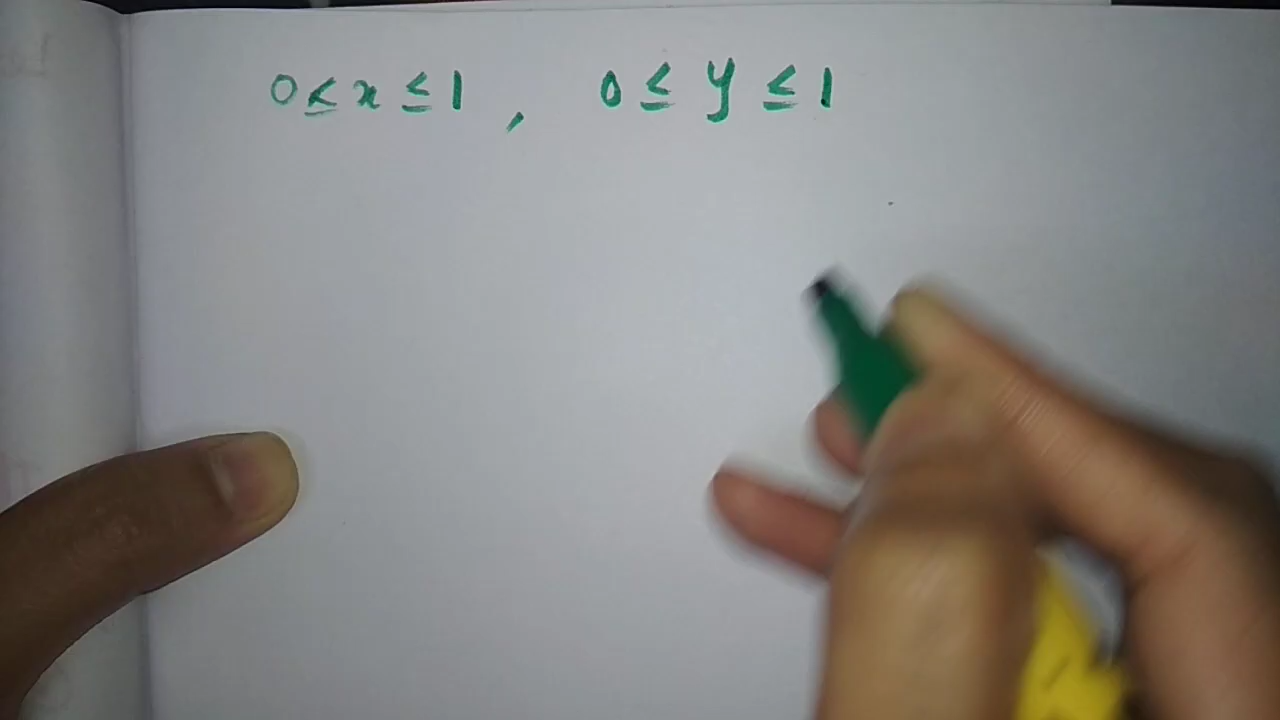 0 ≤ x ≤ 1 , 0 ≤ y ≤ 1